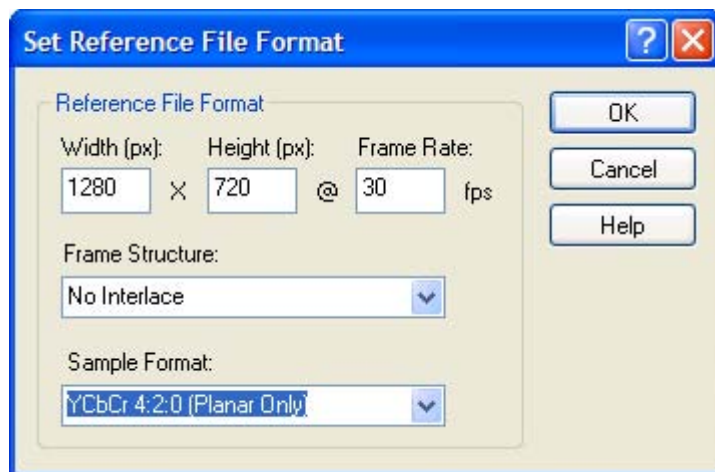 Set Reference File Format
Reference File Format
Width (px): Height (px): Frame Rate:
1280 X 720 @ 30 fps
Frame Structure:
No Interlace
Sample Format:
YCbCr 4:2:0 (Planar Only)
OK
Cancel
Help